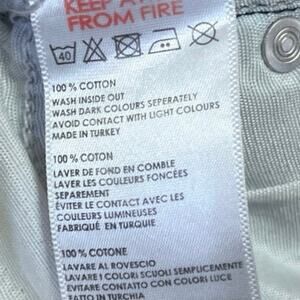 KEEP AWAY
FROM FIRE
40
100 % COTTON
WASH INSIDE OUT
WASH DARK COLOURS SEPERATELY
AVOID CONTACT WITH LIGHT COLOURS
MADE IN TURKEY
100 % COTON
LAVER DE FOND EN COMBLE
LAVER LES COULEURS FONCÉES
SEPAREMENT
ÉVITER LE CONTACT AVEC LES
COULEURS LUMINEUSES
FABRIQUÉ EN TURQUIE
100 % COTONE
LAVARE AL ROVESCIO
LAVARE I COLORI SCUOLI SEMPLICEMENTE
EVITARE CONTATTO CON COLORI LUCE
FATTO IN TURCHIA